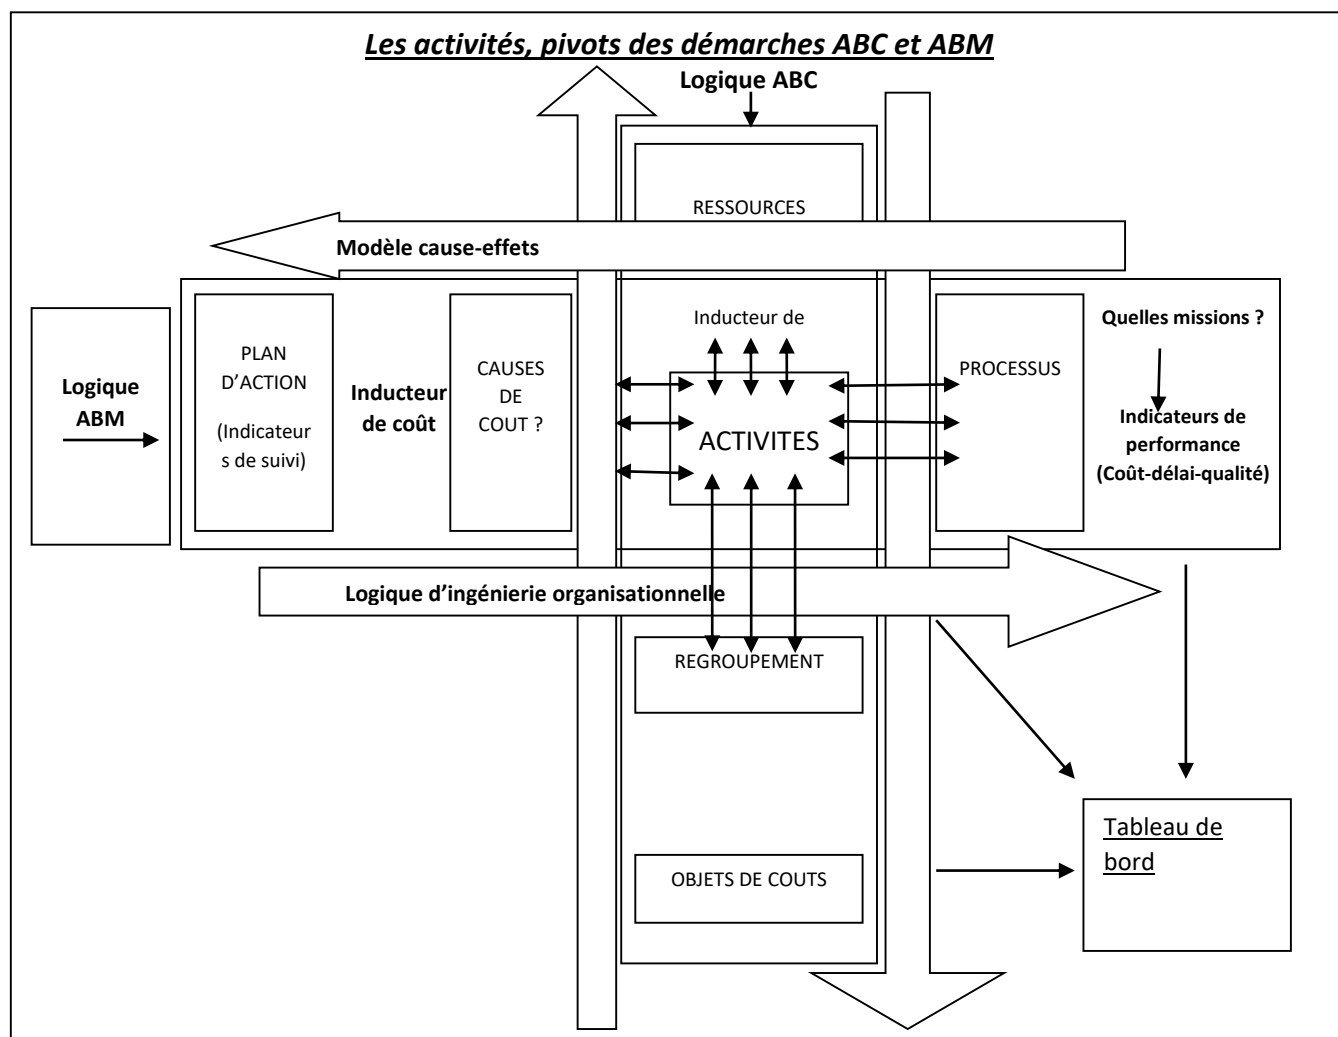 Les activités, pivots des démarches ABC et ABM
Logique ABC
RESSOURCES
Modèle cause-effets
Logique
ABM
PLAN
D’ACTION
(Indicateur
s de suivi)
Inducteur
de coût
CAUSES
DE
COUT ?
Inducteur de
ACTIVITES
PROCESSUS
Quelles missions ?
Indicateurs de
performance
(Coût-délai-qualité)
Logique d’ingénierie organisationnelle
REGROUPEMENT
OBJETS DE COUTS
Tableau de
bord